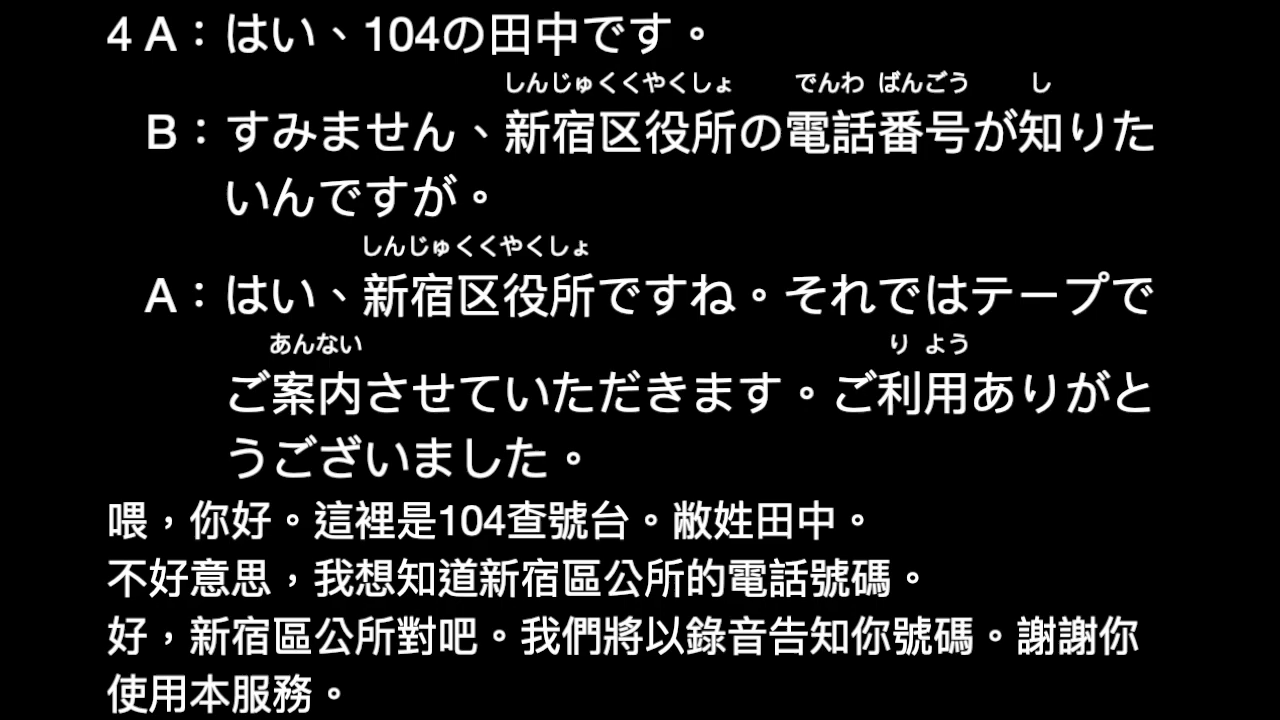 4 A：はい、104の田中です。
しんじゅくくやくしょ でんわ ばんごう し
B：すみません、新宿区役所の電話番号が知りた
いんですが。
しんじゅくくやくしょ
A：はい、新宿区役所ですね。それではテープで
あんない り よう
ご案内させていただきます。ご利用ありがと
うございました。
喂，你好。這裡是104查號台。敝姓田中。
不好意思，我想知道新宿區公所的電話號碼。
好，新宿區公所對吧。我們將以錄音告知你號碼。謝謝你
使用本服務。